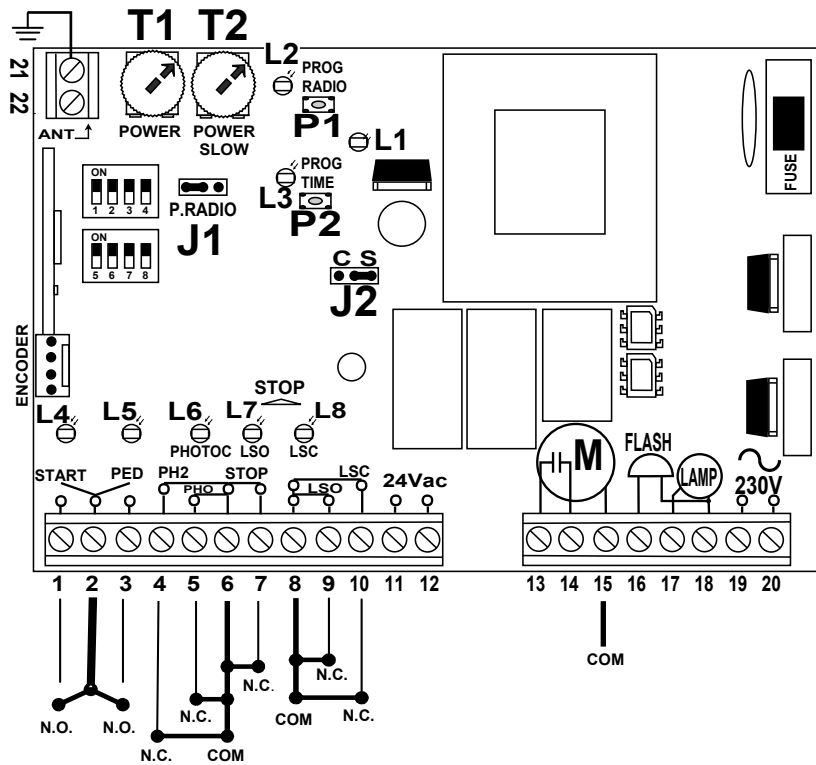 T1 T2
L2 PROG
RADIO
P1
21
22
ANT
POWER
POWER
SLOW
L1
FUSE
PROG
L3 TIME
P2
ON
1 2 3 4
P.RADIO
J1
ON
5 6 7 8
C S
J2
ENCODER
STOP
L4 L5 L6 L7 L8
PHOTOC LSO LSC
START PED PH2 STOP LSC 24Vac
PHO LSO
M FLASH LAMP 230V
1 2 3 4 5 6 7 8 9 10 11 12 13 14 15 16 17 18 19 20
COM
N.C. N.C.
N.O. N.O. N.C. COM N.C.
N.C. COM